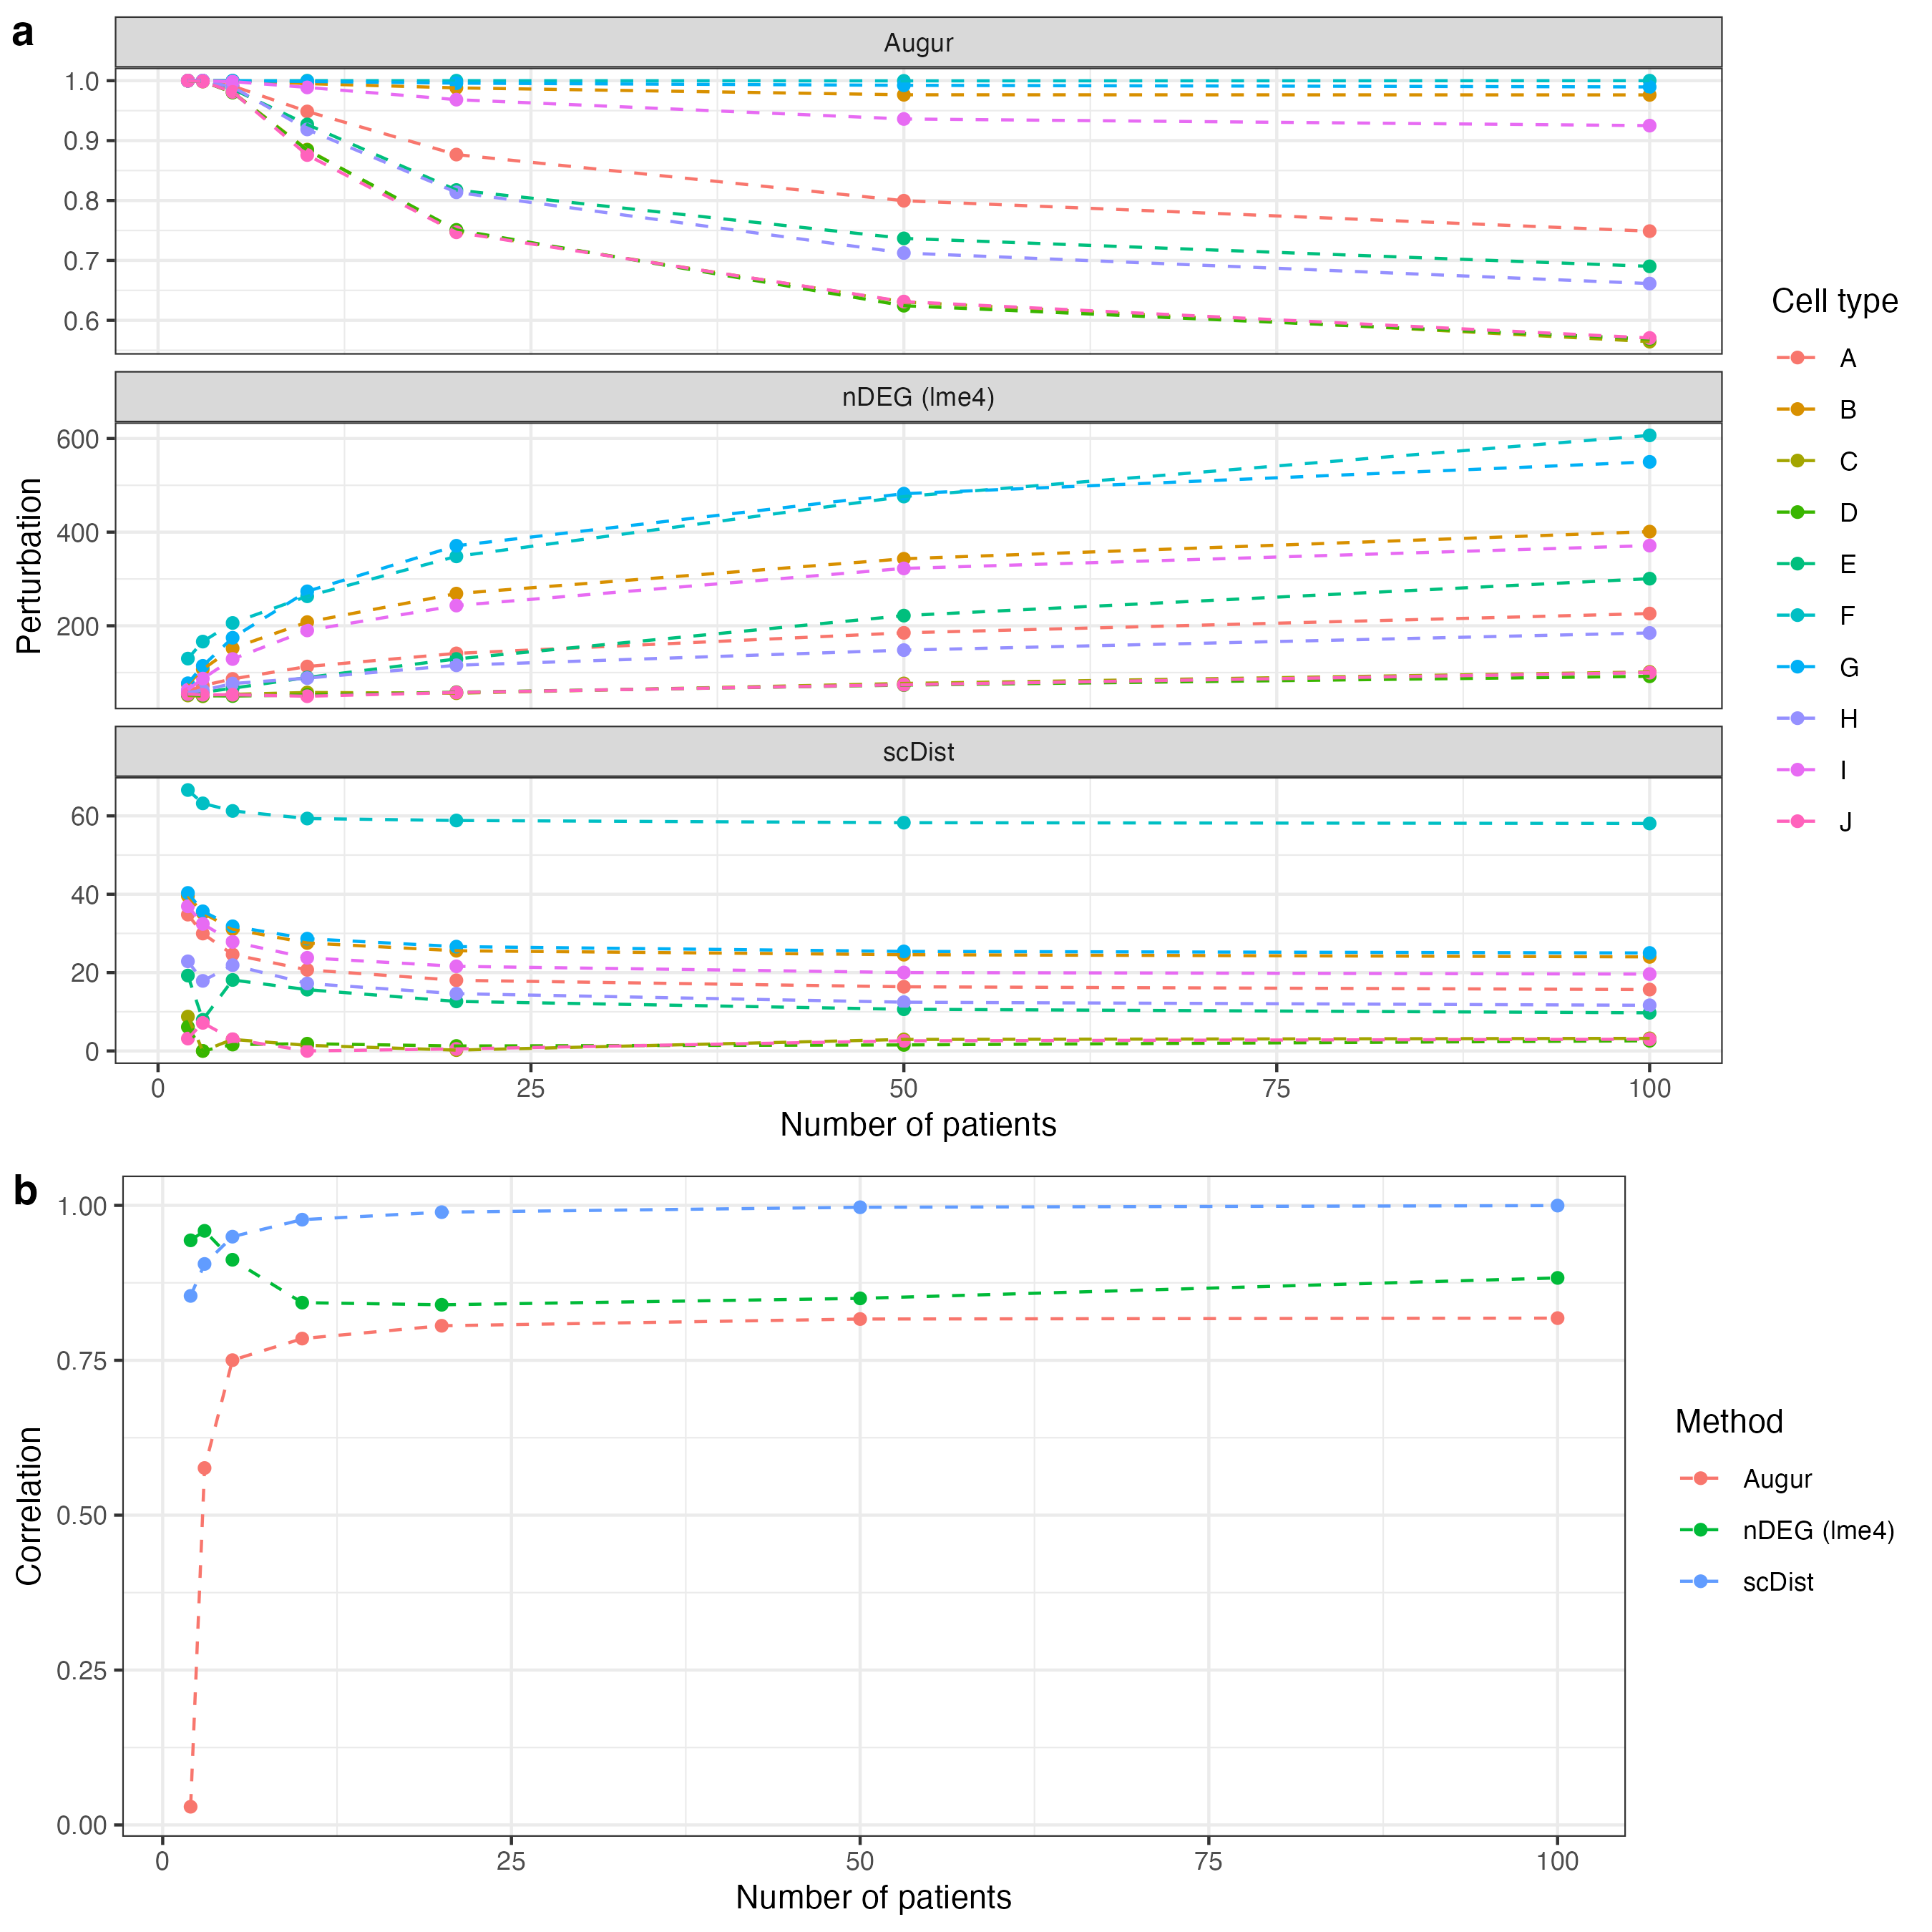 a
Augur
1.0
0.9
0.8
0.7
0.6
nDEG (lme4)
600
400
200
Perturbation
scDist
60
40
20
0
0 25 50 75 100
Number of patients
Cell type
A
B
C
D
E
F
G
H
I
J
b
1.00
0.75
0.50
0.25
0.00
Correlation
0 25 50 75 100
Number of patients
Method
Augur
nDEG (lme4)
scDist